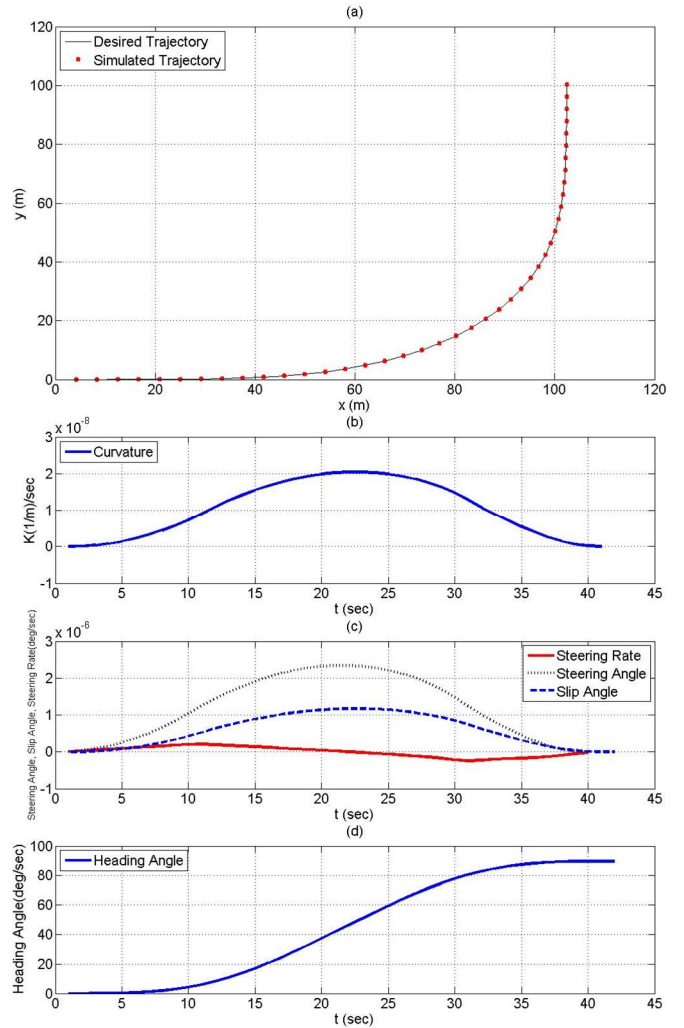 (a)
120
100
80
60
40
20
0
y (m)
Desired Trajectory
Simulated Trajectory
0 20 40 60 80 100 120
x (m)
(b)
x 10^-8
3
2
1
0
-1
K(1/m)/sec
Curvature
0 5 10 15 20 25 30 35 40 45
t (sec)
(c)
x 10^-6
3
2
1
0
-1
Steering Angle, Slip Angle, Steering Rate(deg/sec)
Steering Rate
Steering Angle
Slip Angle
0 5 10 15 20 25 30 35 40 45
t (sec)
(d)
100
80
60
40
20
0
Heading Angle(deg/sec)
Heading Angle
0 5 10 15 20 25 30 35 40 45
t (sec)